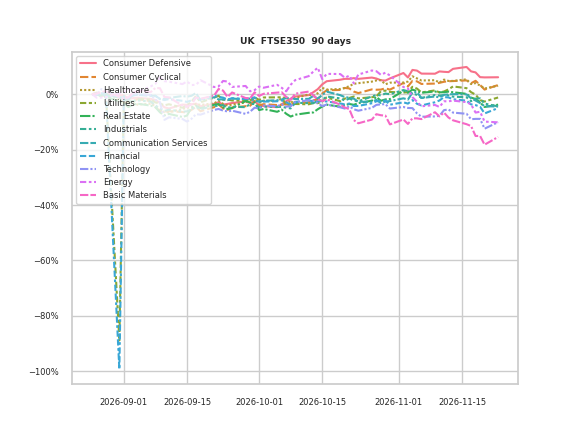 UK  FTSE350  90 days
Consumer Defensive
Consumer Cyclical
Healthcare
Utilities
Real Estate
Industrials
Communication Services
Financial
Technology
Energy
Basic Materials
0%
−20%
−40%
−60%
−80%
−100%
2026-09-01 2026-09-15 2026-10-01 2026-10-15 2026-11-01 2026-11-15